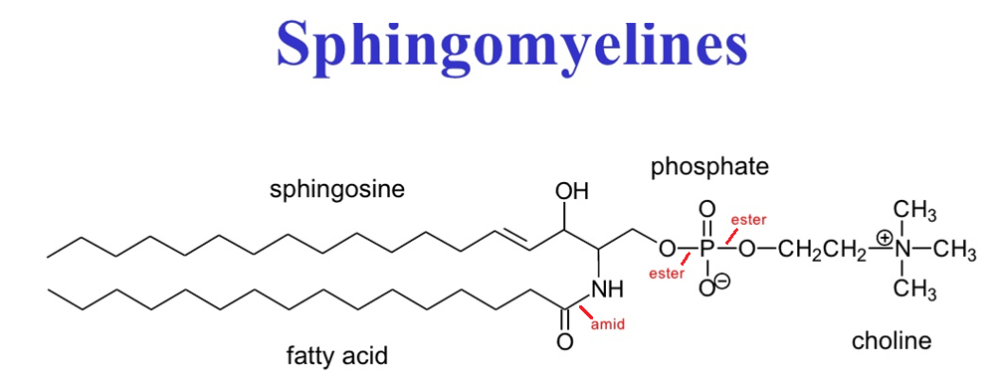 Sphingomyelines
phosphate
sphingosine
OH
O
ester
CH₃
O
P
O
CH₂CH₂
⊕
N
CH₃
ester
O⊖
CH₃
NH
amid
O
fatty acid
choline